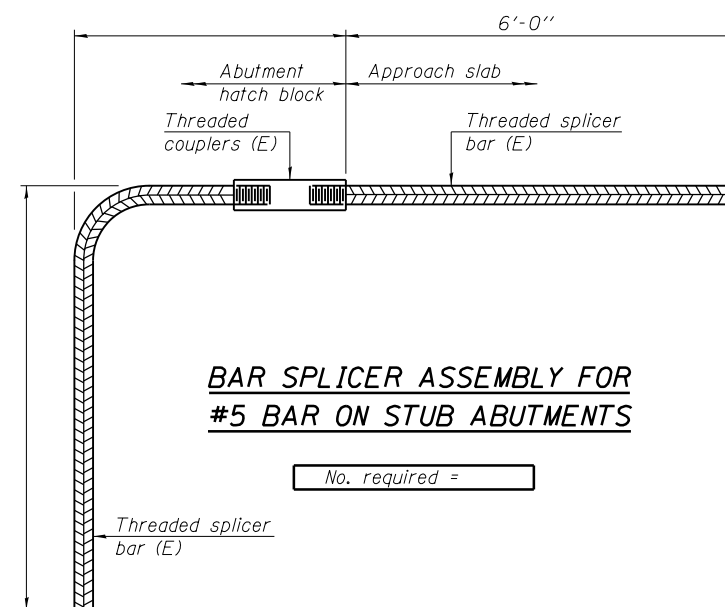 6'-0"
Abutment
hatch block
Approach slab
Threaded
couplers (E)
Threaded splicer
bar (E)
BAR SPLICER ASSEMBLY FOR
#5 BAR ON STUB ABUTMENTS
No. required =
Threaded splicer
bar (E)